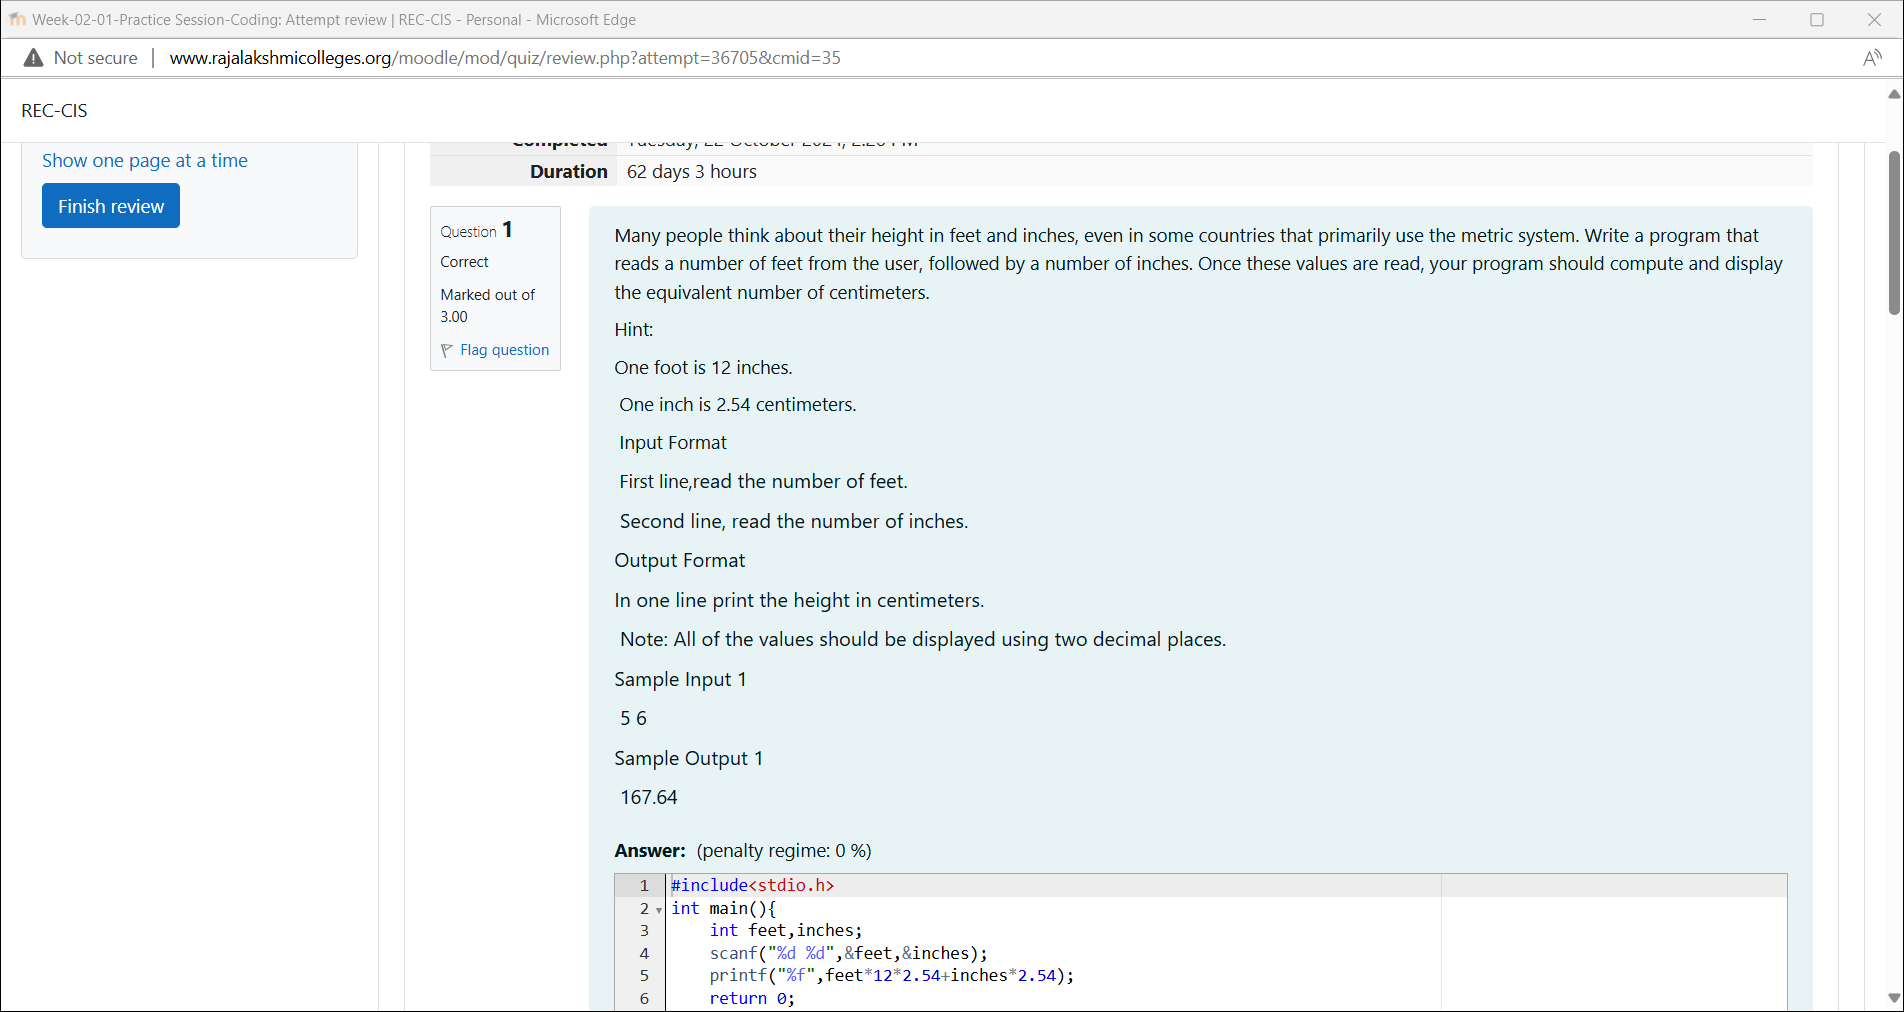 Week-02-01-Practice Session-Coding: Attempt review | REC-CIS - Personal - Microsoft Edge
Not secure | www.rajalakshmicolleges.org/moodle/mod/quiz/review.php?attempt=36705&cmid=35
REC-CIS
Show one page at a time
Finish review
Completed Tuesday, 22 October 2024, 2:20 PM
Duration 62 days 3 hours
Question 1
Correct
Marked out of
3.00
Flag question
Many people think about their height in feet and inches, even in some countries that primarily use the metric system. Write a program that
reads a number of feet from the user, followed by a number of inches. Once these values are read, your program should compute and display
the equivalent number of centimeters.
Hint:
One foot is 12 inches.
One inch is 2.54 centimeters.
Input Format
First line,read the number of feet.
Second line, read the number of inches.
Output Format
In one line print the height in centimeters.
Note: All of the values should be displayed using two decimal places.
Sample Input 1
5 6
Sample Output 1
167.64
Answer: (penalty regime: 0 %)
1 #include<stdio.h>
2 int main(){
3 int feet,inches;
4 scanf("%d %d",&feet,&inches);
5 printf("%f",feet*12*2.54+inches*2.54);
6 return 0;